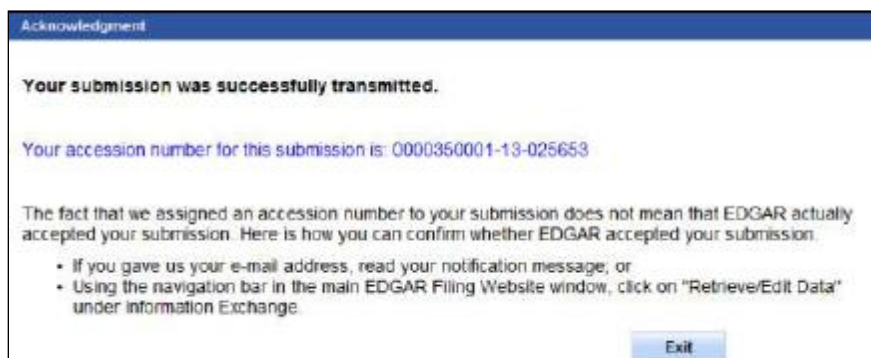 Acknowledgment
Your submission was successfully transmitted.
Your accession number for this submission is: 0000350001-13-025653
The fact that we assigned an accession number to your submission does not mean that EDGAR actually
accepted your submission. Here is how you can confirm whether EDGAR accepted your submission.
• If you gave us your e-mail address, read your notification message; or
• Using the navigation bar in the main EDGAR Filing Website window, click on "Retrieve/Edit Data"
under Information Exchange.
Exit